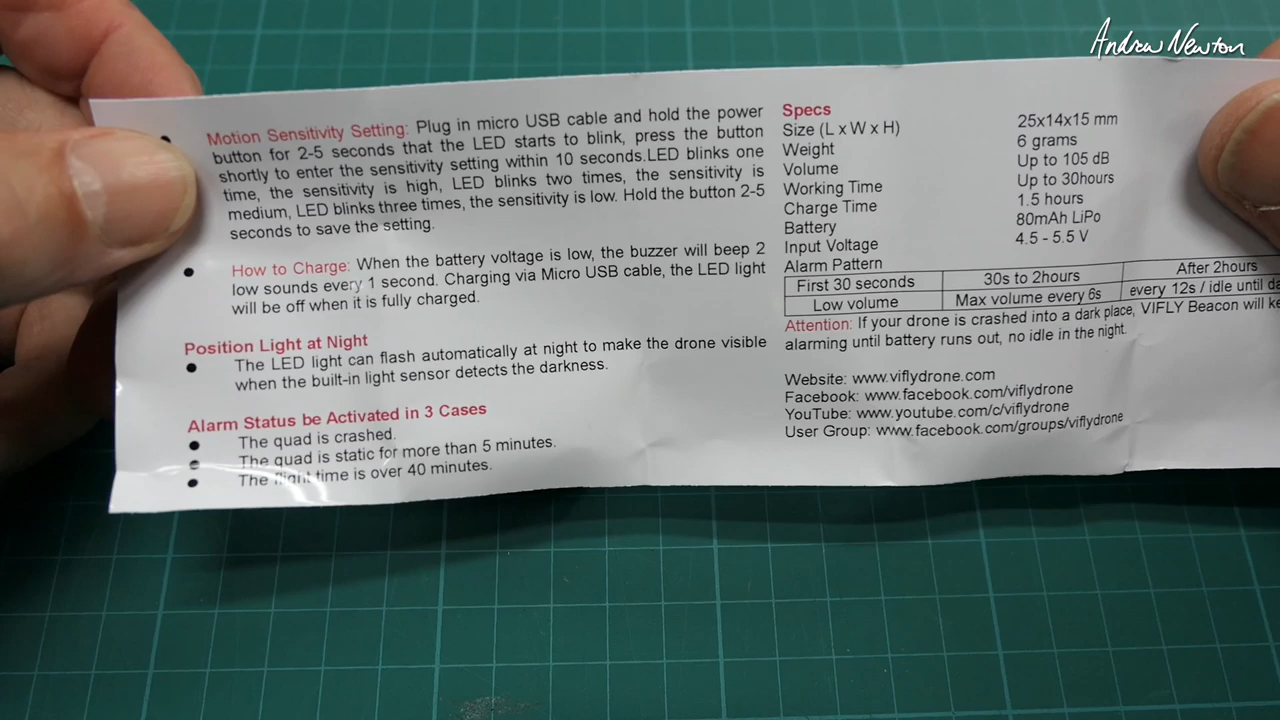 Andrew Newton
Motion Sensitivity Setting: Plug in micro USB cable and hold the power
button for 2-5 seconds that the LED starts to blink, press the button
shortly to enter the sensitivity setting within 10 seconds.LED blinks one
time, the sensitivity is high, LED blinks two times, the sensitivity is
medium, LED blinks three times, the sensitivity is low. Hold the button 2-5
seconds to save the setting.
How to Charge: When the battery voltage is low, the buzzer will beep 2
low sounds every 1 second. Charging via Micro USB cable, the LED light
will be off when it is fully charged.
Position Light at Night
The LED light can flash automatically at night to make the drone visible
when the built-in light sensor detects the darkness.
Alarm Status be Activated in 3 Cases
The quad is crashed.
The quad is static for more than 5 minutes.
The flight time is over 40 minutes.
Specs
Size (L x W x H) 25x14x15 mm
Weight 6 grams
Volume Up to 105 dB
Working Time Up to 30hours
Charge Time 1.5 hours
Battery 80mAh LiPo
Input Voltage 4.5 - 5.5 V
Alarm Pattern
First 30 seconds 30s to 2hours After 2hours
Low volume Max volume every 6s every 12s / idle until
Attention: If your drone is crashed into a dark place, VIFLY Beacon will
alarming until battery runs out, no idle in the night.
Website: www.viflydrone.com
Facebook: www.facebook.com/viflydrone
YouTube: www.youtube.com/c/viflydrone
User Group: www.facebook.com/groups/viflydrone